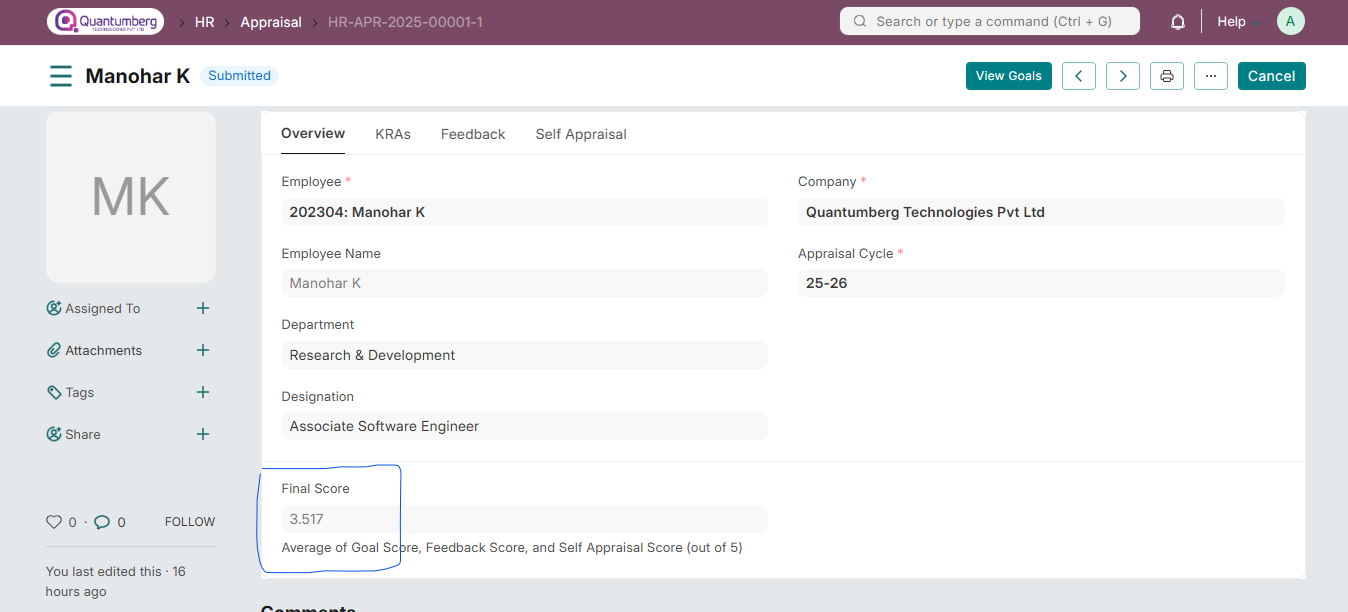 Quantumberg
TECHNOLOGIES PVT LTD
HR
Appraisal
HR-APR-2025-00001-1
Search or type a command (Ctrl + G)
Help
A
Manohar K
Submitted
View Goals
Cancel
MK
Assigned To
Attachments
Tags
Share
0 · 0
FOLLOW
You last edited this · 16
hours ago
Overview
KRAs
Feedback
Self Appraisal
Employee *
202304: Manohar K
Company *
Quantumberg Technologies Pvt Ltd
Employee Name
Manohar K
Appraisal Cycle *
25-26
Department
Research & Development
Designation
Associate Software Engineer
Final Score
3.517
Average of Goal Score, Feedback Score, and Self Appraisal Score (out of 5)
Comments